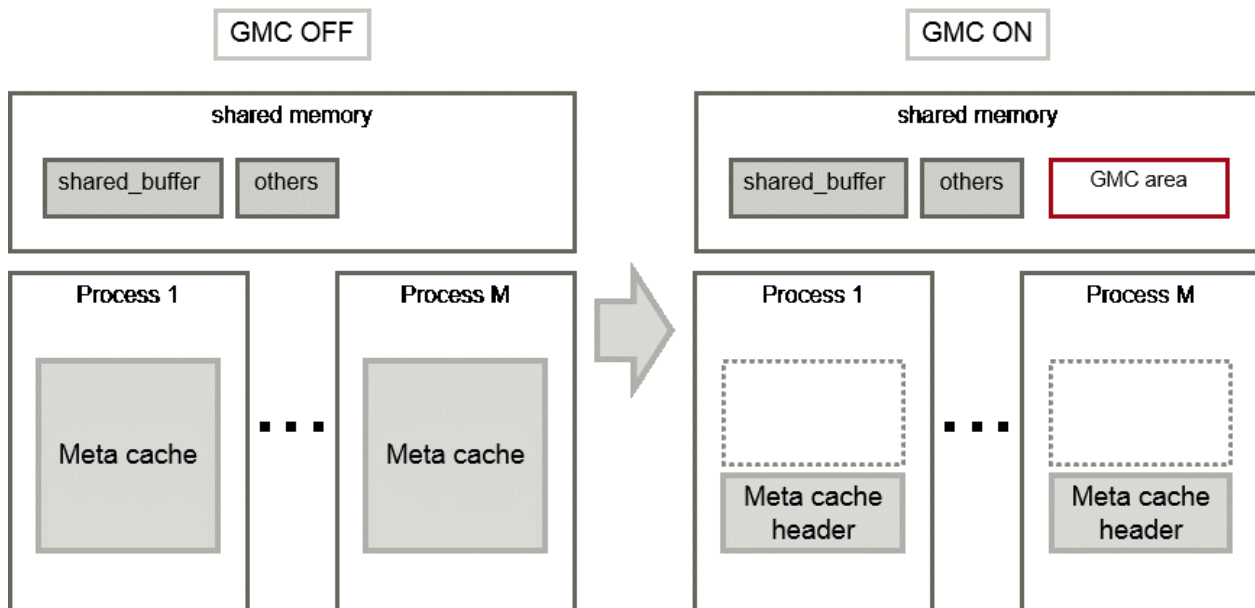 GMC OFF
GMC ON
shared memory
shared_buffer
others
Process 1
Process M
Meta cache
...
Meta cache
shared memory
shared_buffer
others
GMC area
Process 1
Process M
Meta cache
header
...
Meta cache
header